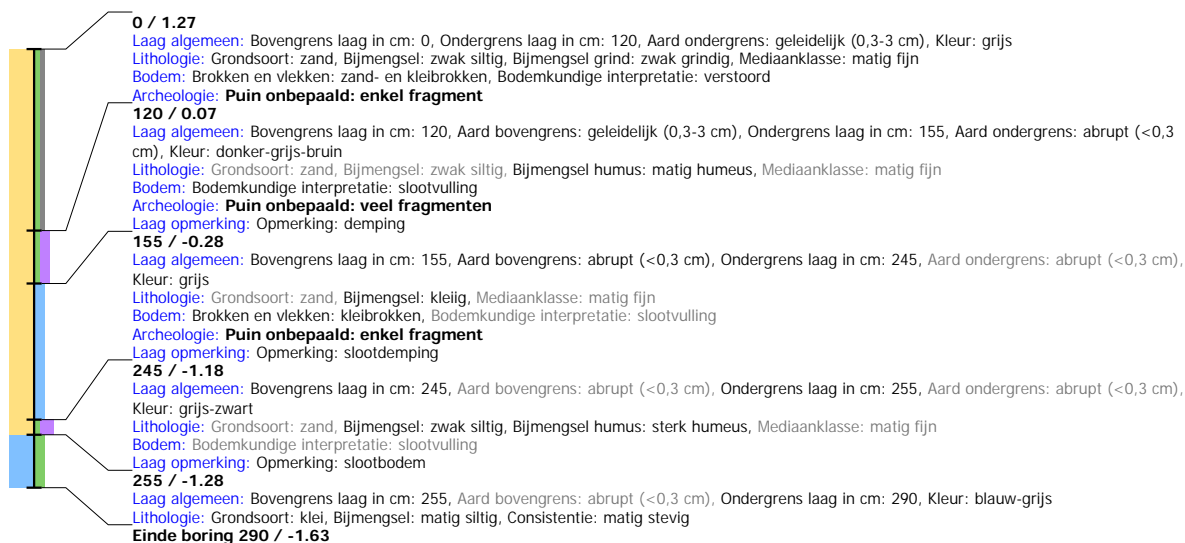 0 / 1.27
Laag algemeen: Bovengrens laag in cm: 0, Ondergrens laag in cm: 120, Aard ondergrens: geleidelijk (0,3-3 cm), Kleur: grijs
Lithologie: Grondsoort: zand, Bijmengsel: zwak siltig, Bijmengsel grind: zwak grindig, Mediaanklasse: matig fijn
Bodem: Brokken en vlekken: zand- en kleibrokken, Bodemkundige interpretatie: verstoord
Archeologie: Puin onbepaald: enkel fragment
120 / 0.07
Laag algemeen: Bovengrens laag in cm: 120, Aard bovengrens: geleidelijk (0,3-3 cm), Ondergrens laag in cm: 155, Aard ondergrens: abrupt (<0,3
cm), Kleur: donker-grijs-bruin
Lithologie: Grondsoort: zand, Bijmengsel: zwak siltig, Bijmengsel humus: matig humeus, Mediaanklasse: matig fijn
Bodem: Bodemkundige interpretatie: slootvulling
Archeologie: Puin onbepaald: veel fragmenten
Laag opmerking: Opmerking: demping
155 / -0.28
Laag algemeen: Bovengrens laag in cm: 155, Aard bovengrens: abrupt (<0,3 cm), Ondergrens laag in cm: 245, Aard ondergrens: abrupt (<0,3 cm),
Kleur: grijs
Lithologie: Grondsoort: zand, Bijmengsel: kleiig, Mediaanklasse: matig fijn
Bodem: Brokken en vlekken: kleibrokken, Bodemkundige interpretatie: slootvulling
Archeologie: Puin onbepaald: enkel fragment
Laag opmerking: Opmerking: slootdemping
245 / -1.18
Laag algemeen: Bovengrens laag in cm: 245, Aard bovengrens: abrupt (<0,3 cm), Ondergrens laag in cm: 255, Aard ondergrens: abrupt (<0,3 cm),
Kleur: grijs-zwart
Lithologie: Grondsoort: zand, Bijmengsel: zwak siltig, Bijmengsel humus: sterk humeus, Mediaanklasse: matig fijn
Bodem: Bodemkundige interpretatie: slootvulling
Laag opmerking: Opmerking: slootbodem
255 / -1.28
Laag algemeen: Bovengrens laag in cm: 255, Aard bovengrens: abrupt (<0,3 cm), Ondergrens laag in cm: 290, Kleur: blauw-grijs
Lithologie: Grondsoort: klei, Bijmengsel: matig siltig, Consistentie: matig stevig
Einde boring 290 / -1.63